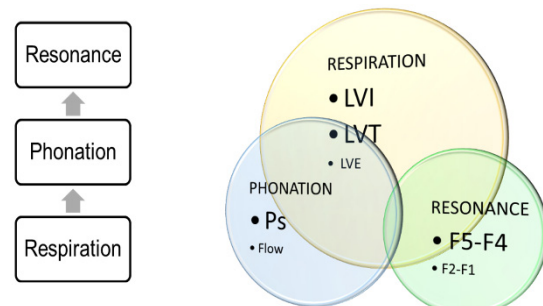 Resonance
Phonation
Respiration
RESPIRATION
• LVI
• LVT
• LVE
PHONATION
• Ps
• Flow
RESONANCE
• F5-F4
• F2-F1